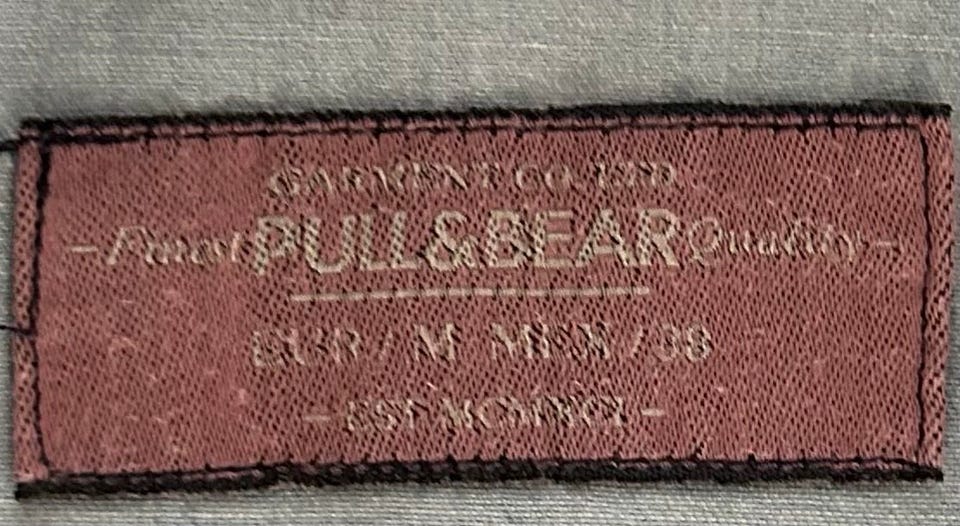 GARMENT CO. LTD.
- Finest PULL&BEAR Quality -
EUR / M MEX / 38
- EST MCMXCI -